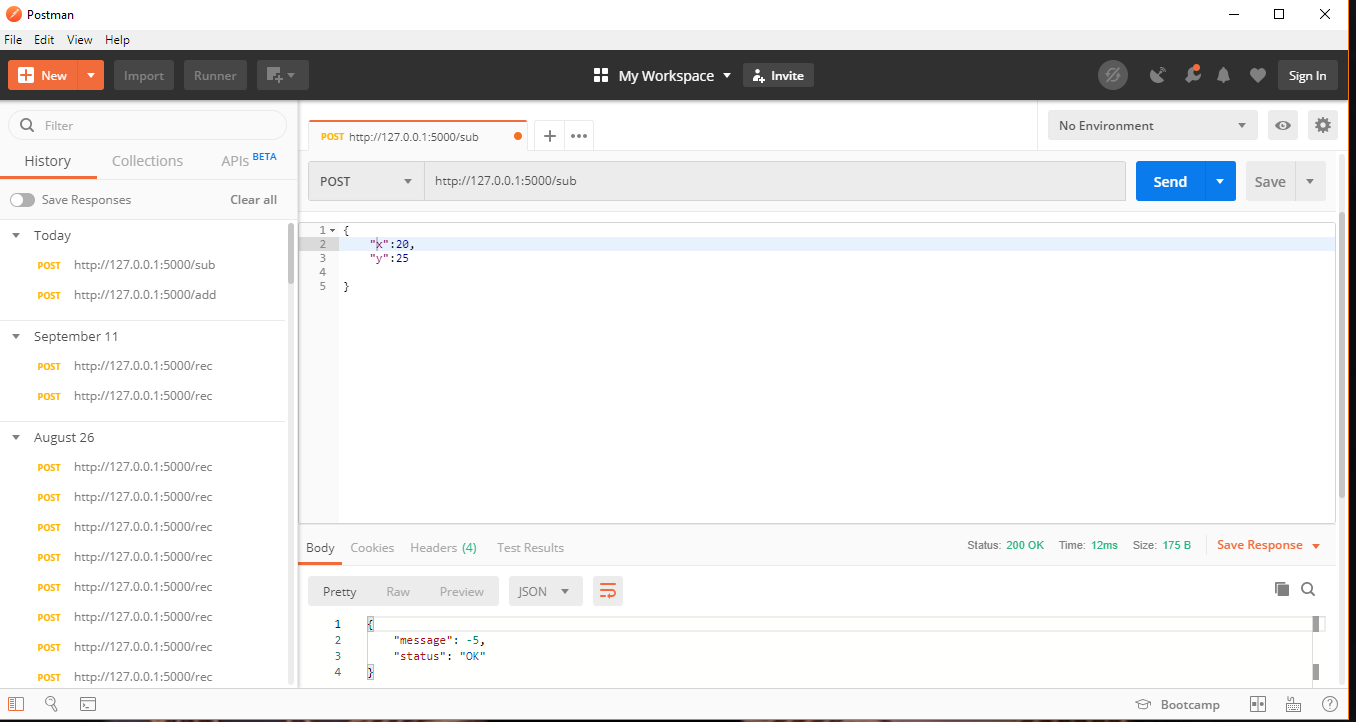 Postman
File Edit View Help
New Import Runner My Workspace Invite Sign In
Filter
History Collections APIs BETA
Save Responses Clear all
Today
POST http://127.0.0.1:5000/sub
POST http://127.0.0.1:5000/add
September 11
POST http://127.0.0.1:5000/rec
POST http://127.0.0.1:5000/rec
August 26
POST http://127.0.0.1:5000/rec
POST http://127.0.0.1:5000/rec
POST http://127.0.0.1:5000/rec
POST http://127.0.0.1:5000/rec
POST http://127.0.0.1:5000/rec
POST http://127.0.0.1:5000/rec
POST http://127.0.0.1:5000/rec
POST http://127.0.0.1:5000/rec
POST http://127.0.0.1:5000/sub
No Environment
POST http://127.0.0.1:5000/sub Send Save
1 {
2 "x":20,
3 "y":25
4
5 }
Body Cookies Headers (4) Test Results Status: 200 OK Time: 12ms Size: 175 B Save Response
Pretty Raw Preview JSON
1 {
2 "message": -5,
3 "status": "OK"
4 }
Bootcamp